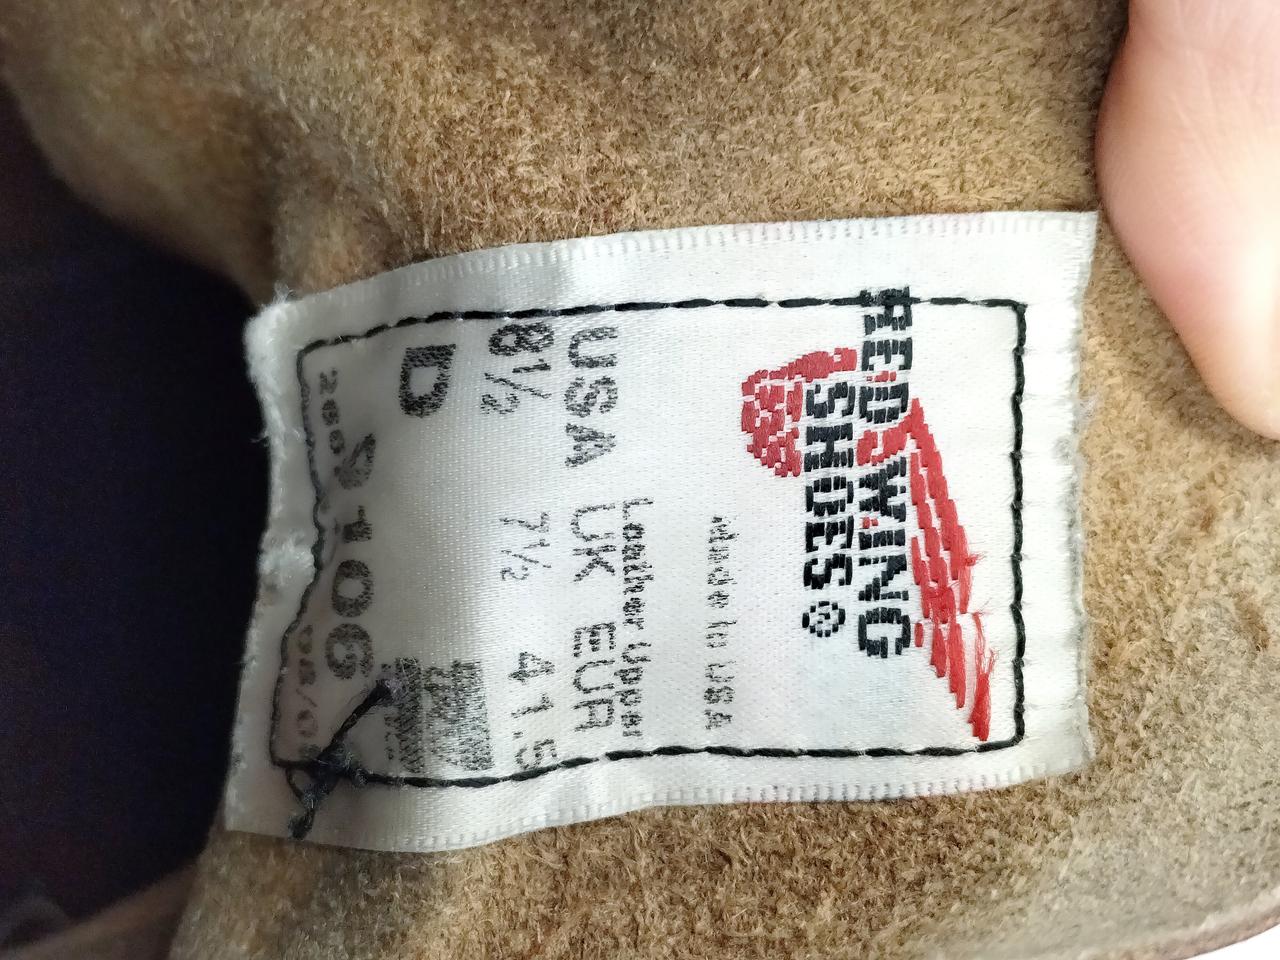 RED WING
SHOES®
Made in USA
Leather Upper
USA UK EUR
8½ 7½ 41.5
D
9106